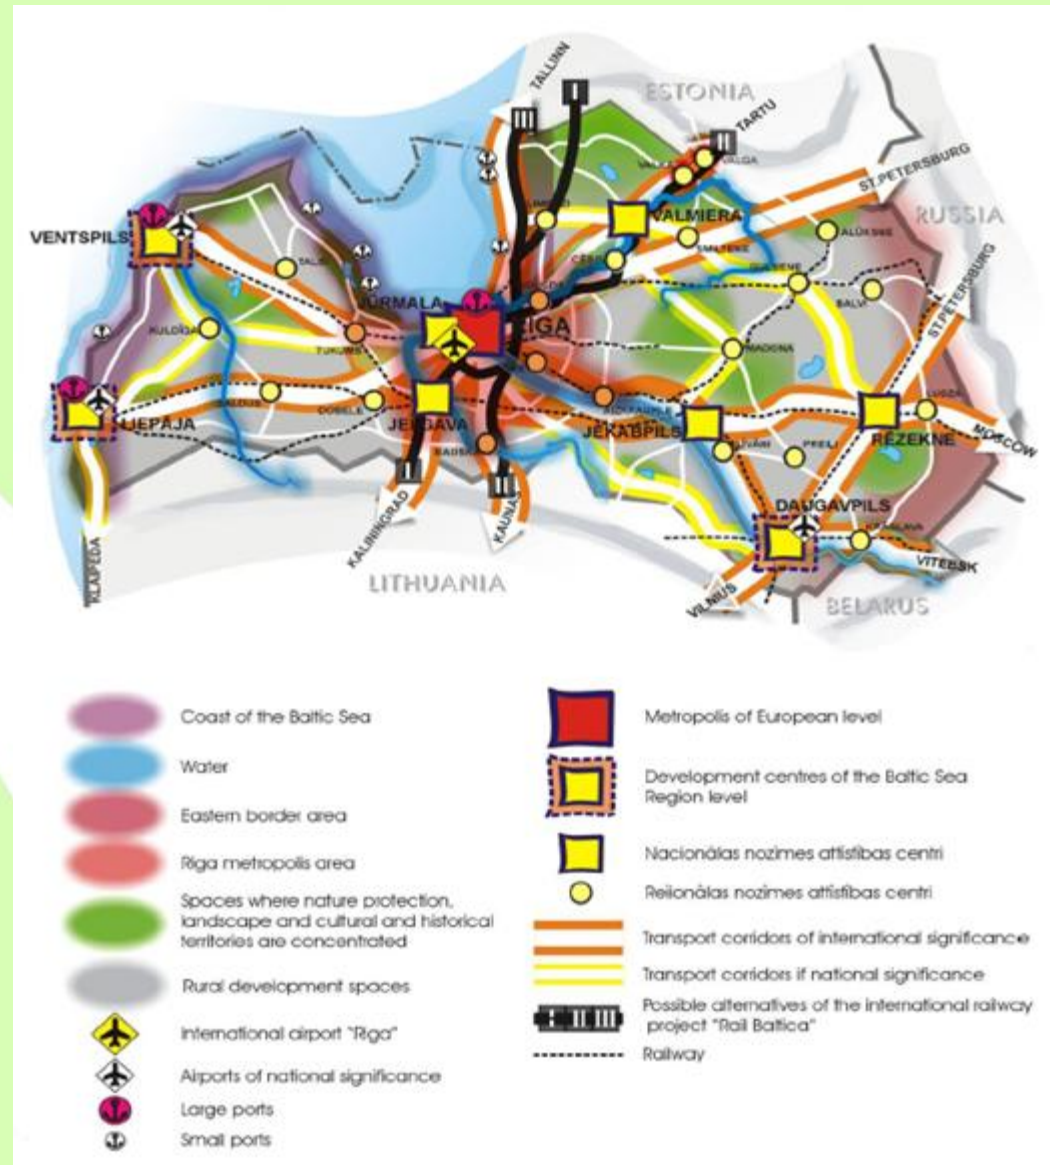 TALLINN
ESTONIA
TARTU
VALGA
ST.PETERSBURG
RUSSIA
VALMIERA
VENTSPILS
SMILTENE
ALŪKSNE
GULBENE
BALVI
ST.PETERSBURG
JŪRMALA
KULDĪGA
TUKUMS
MADONA
DOBELE
LIEPĀJA
JELGAVA
JĒKABPILS
PREIĻI
RĒZEKNE
MOSCOW
DAUGAVPILS
KALININGRAD
KAUNAS
KLAIPĒDA
LITHUANIA
VILNIUS
VITEBSK
BELARUS
Coast of the Baltic Sea
Water
Eastern border area
Riga metropolis area
Spaces where nature protection,
landscape and cultural and historical
territories are concentrated
Rural development spaces
International airport "Riga"
Airports of national significance
Large ports
Small ports
Metropolis of European level
Development centres of the Baltic Sea
Region level
Nacionālas nozīmes attīstības centri
Reiionālas nozīmes attīstības centri
Transport corridors of international significance
Transport corridors if national significance
Possible alternatives of the international railway
project "Rail Baltica"
Railway